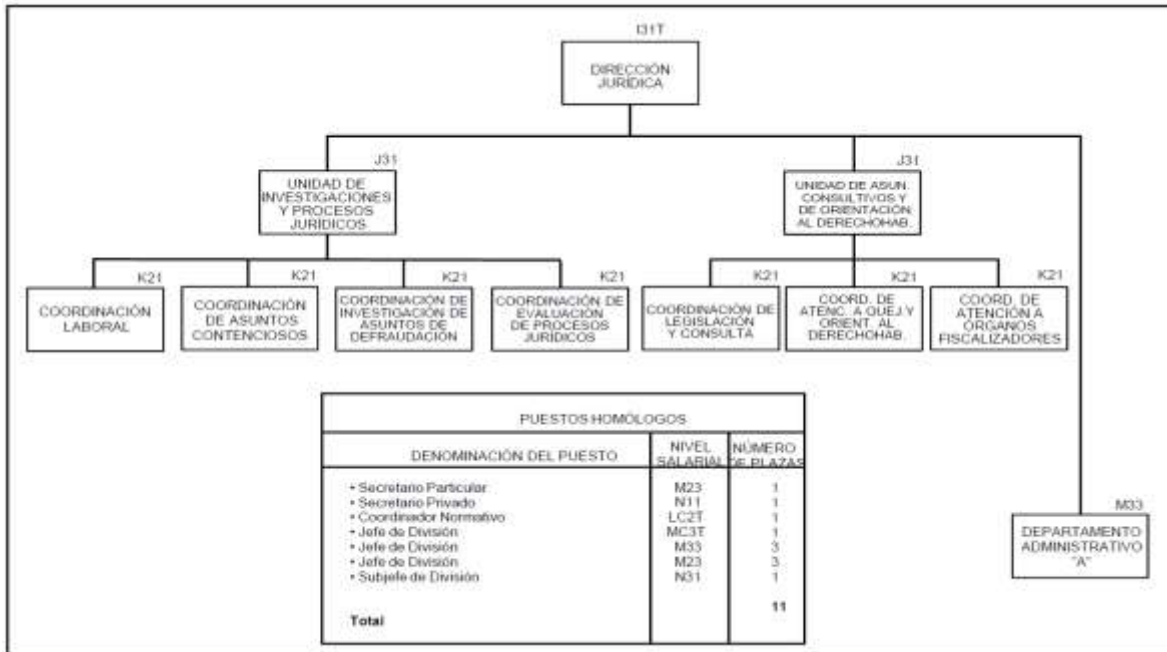 I31T
DIRECCIÓN
JURÍDICA
J31
UNIDAD DE
INVESTIGACIONES
Y PROCESOS
JURÍDICOS
J31
UNIDAD DE ASUN.
CONSULTIVOS Y
DE ORIENTACIÓN
AL DERECHOHAB.
K21
COORDINACIÓN
LABORAL
K21
COORDINACIÓN
DE ASUNTOS
CONTENCIOSOS
K21
COORDINACIÓN DE
INVESTIGACIÓN DE
ASUNTOS DE
DEFRAUDACIÓN
K21
COORDINACIÓN DE
EVALUACIÓN
DE PROCESOS
JURÍDICOS
K21
COORDINACIÓN DE
LEGISLACIÓN
Y CONSULTA
K21
COORD. DE
ATENC. A QUEJ.Y
ORIENT. AL
DERECHOHAB.
K21
COORD. DE
ATENCIÓN A
ÓRGANOS
FISCALIZADORES
M33
DEPARTAMENTO
ADMINISTRATIVO
"A"
PUESTOS HOMÓLOGOS
DENOMINACIÓN DEL PUESTO NIVEL SALARIAL NÚMERO DE PLAZAS
• Secretario Particular M23 1
• Secretario Privado N11 1
• Coordinador Normativo LC2T 1
• Jefe de División MC3T 1
• Jefe de División M33 3
• Jefe de División M23 3
• Subjefe de División N31 1
11
Total